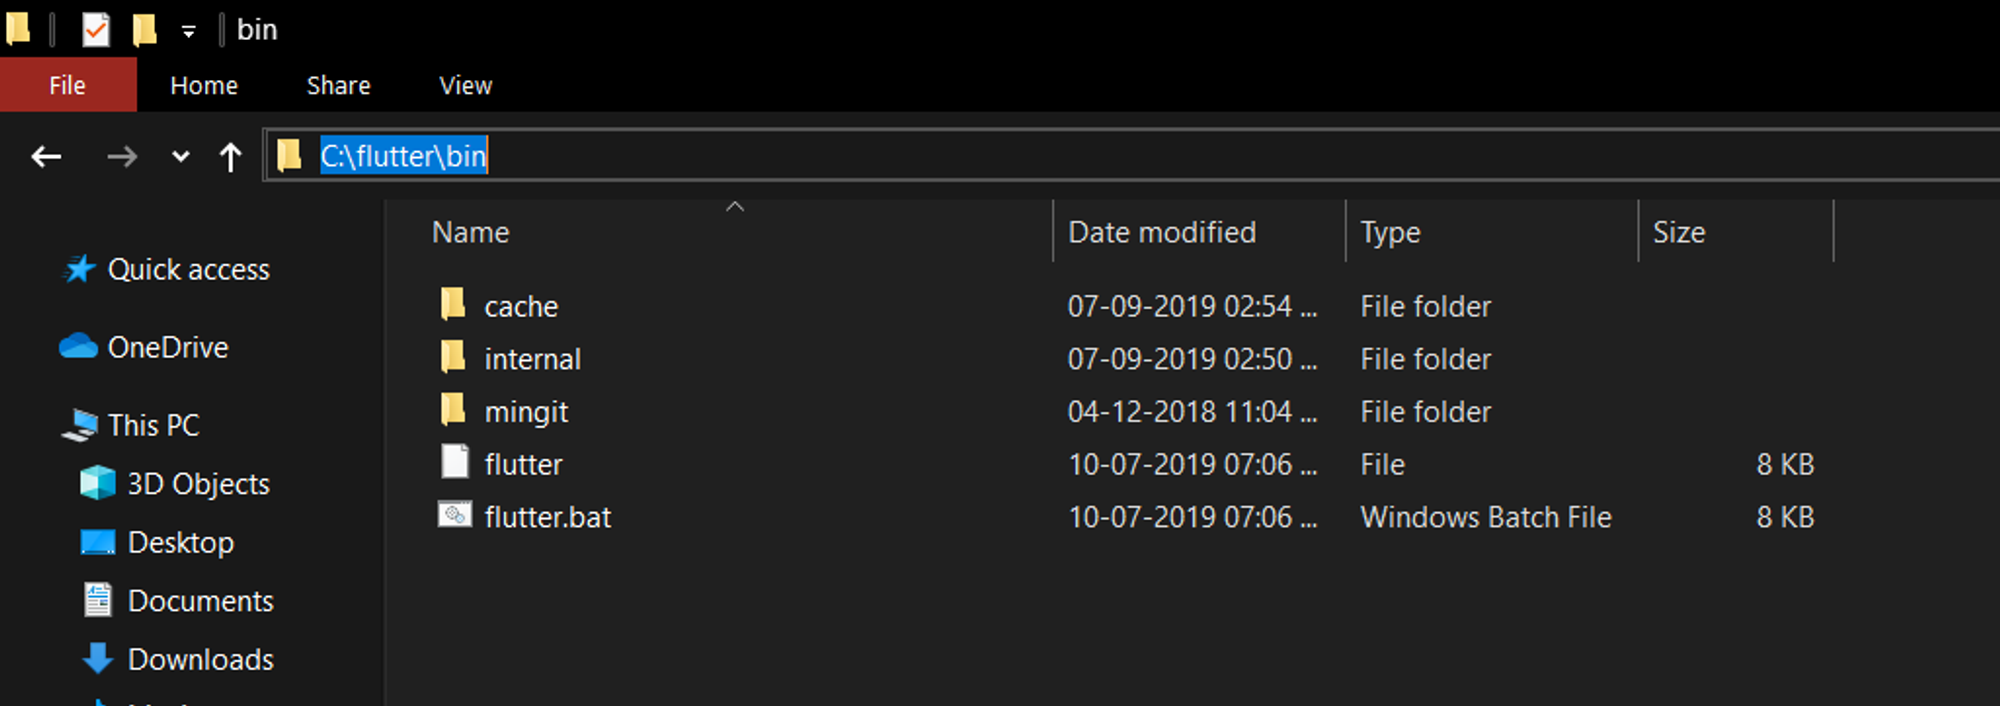 bin
File Home Share View
C:\flutter\bin
Name Date modified Type Size
Quick access
OneDrive
This PC
3D Objects
Desktop
Documents
Downloads
cache 07-09-2019 02:54 ... File folder
internal 07-09-2019 02:50 ... File folder
mingit 04-12-2018 11:04 ... File folder
flutter 10-07-2019 07:06 ... File 8 KB
flutter.bat 10-07-2019 07:06 ... Windows Batch File 8 KB